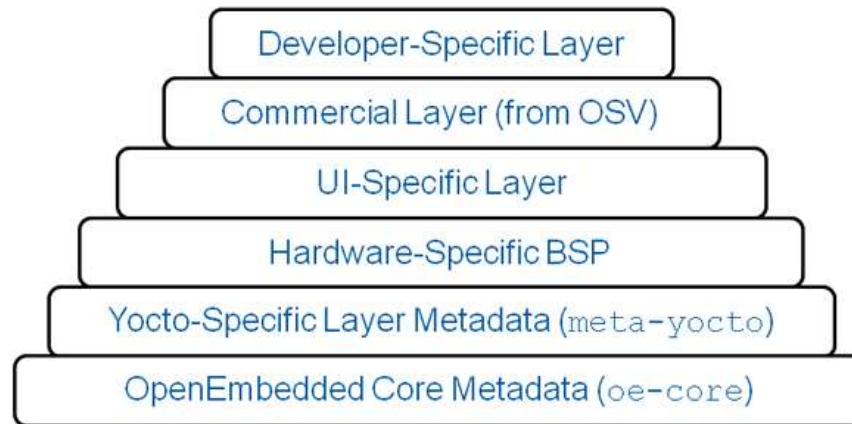 Developer-Specific Layer
Commercial Layer (from OSV)
UI-Specific Layer
Hardware-Specific BSP
Yocto-Specific Layer Metadata (meta-yocto)
OpenEmbedded Core Metadata (oe-core)